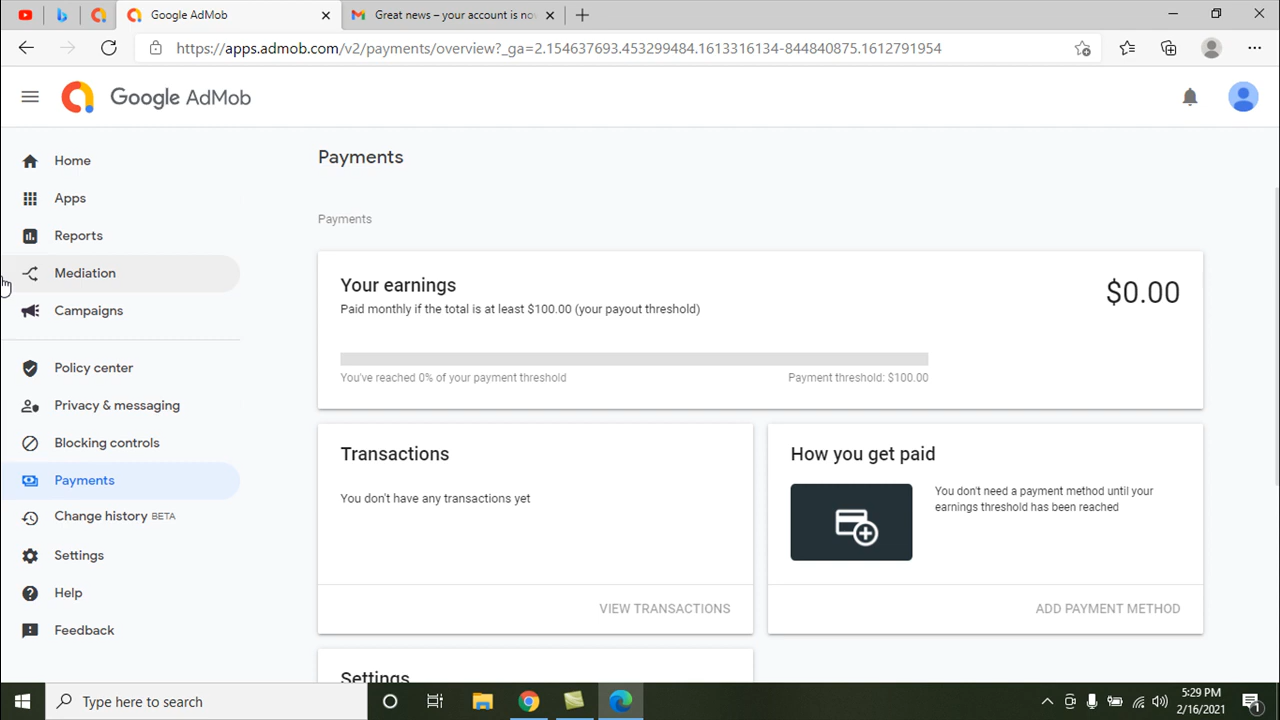 Google AdMob
Great news – your account is no
https://apps.admob.com/v2/payments/overview?_ga=2.154637693.453299484.1613316134-844840875.1612791954
Google AdMob
Home
Apps
Reports
Mediation
Campaigns
Policy center
Privacy & messaging
Blocking controls
Payments
Change history BETA
Settings
Help
Feedback
Payments
Payments
Your earnings
$0.00
Paid monthly if the total is at least $100.00 (your payout threshold)
You've reached 0% of your payment threshold
Payment threshold: $100.00
Transactions
You don't have any transactions yet
VIEW TRANSACTIONS
How you get paid
You don't need a payment method until your
earnings threshold has been reached
ADD PAYMENT METHOD
Settings
Type here to search
5:29 PM
2/16/2021
1